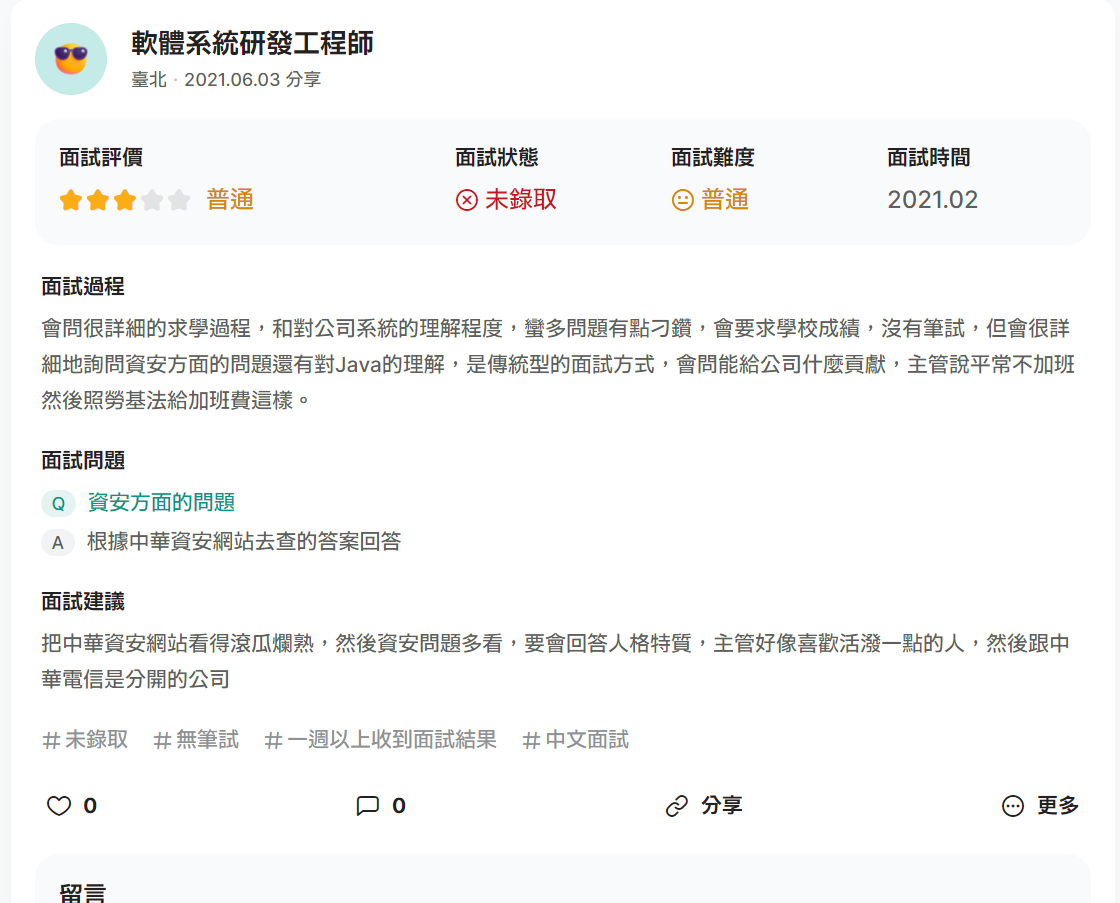 軟體系統研發工程師
臺北 · 2021.06.03 分享
面試評價 面試狀態 面試難度 面試時間
普通 未錄取 普通 2021.02
面試過程
會問很詳細的求學過程，和對公司系統的理解程度，蠻多問題有點刁鑽，會要求學校成績，沒有筆試，但會很詳
細地詢問資安方面的問題還有對Java的理解，是傳統型的面試方式，會問能給公司什麼貢獻，主管說平常不加班
然後照勞基法給加班費這樣。
面試問題
Q 資安方面的問題
A 根據中華資安網站去查的答案回答
面試建議
把中華資安網站看得滾瓜爛熟，然後資安問題多看，要會回答人格特質，主管好像喜歡活潑一點的人，然後跟中
華電信是分開的公司
# 未錄取 # 無筆試 # 一週以上收到面試結果 # 中文面試
0 0 分享 更多
留言